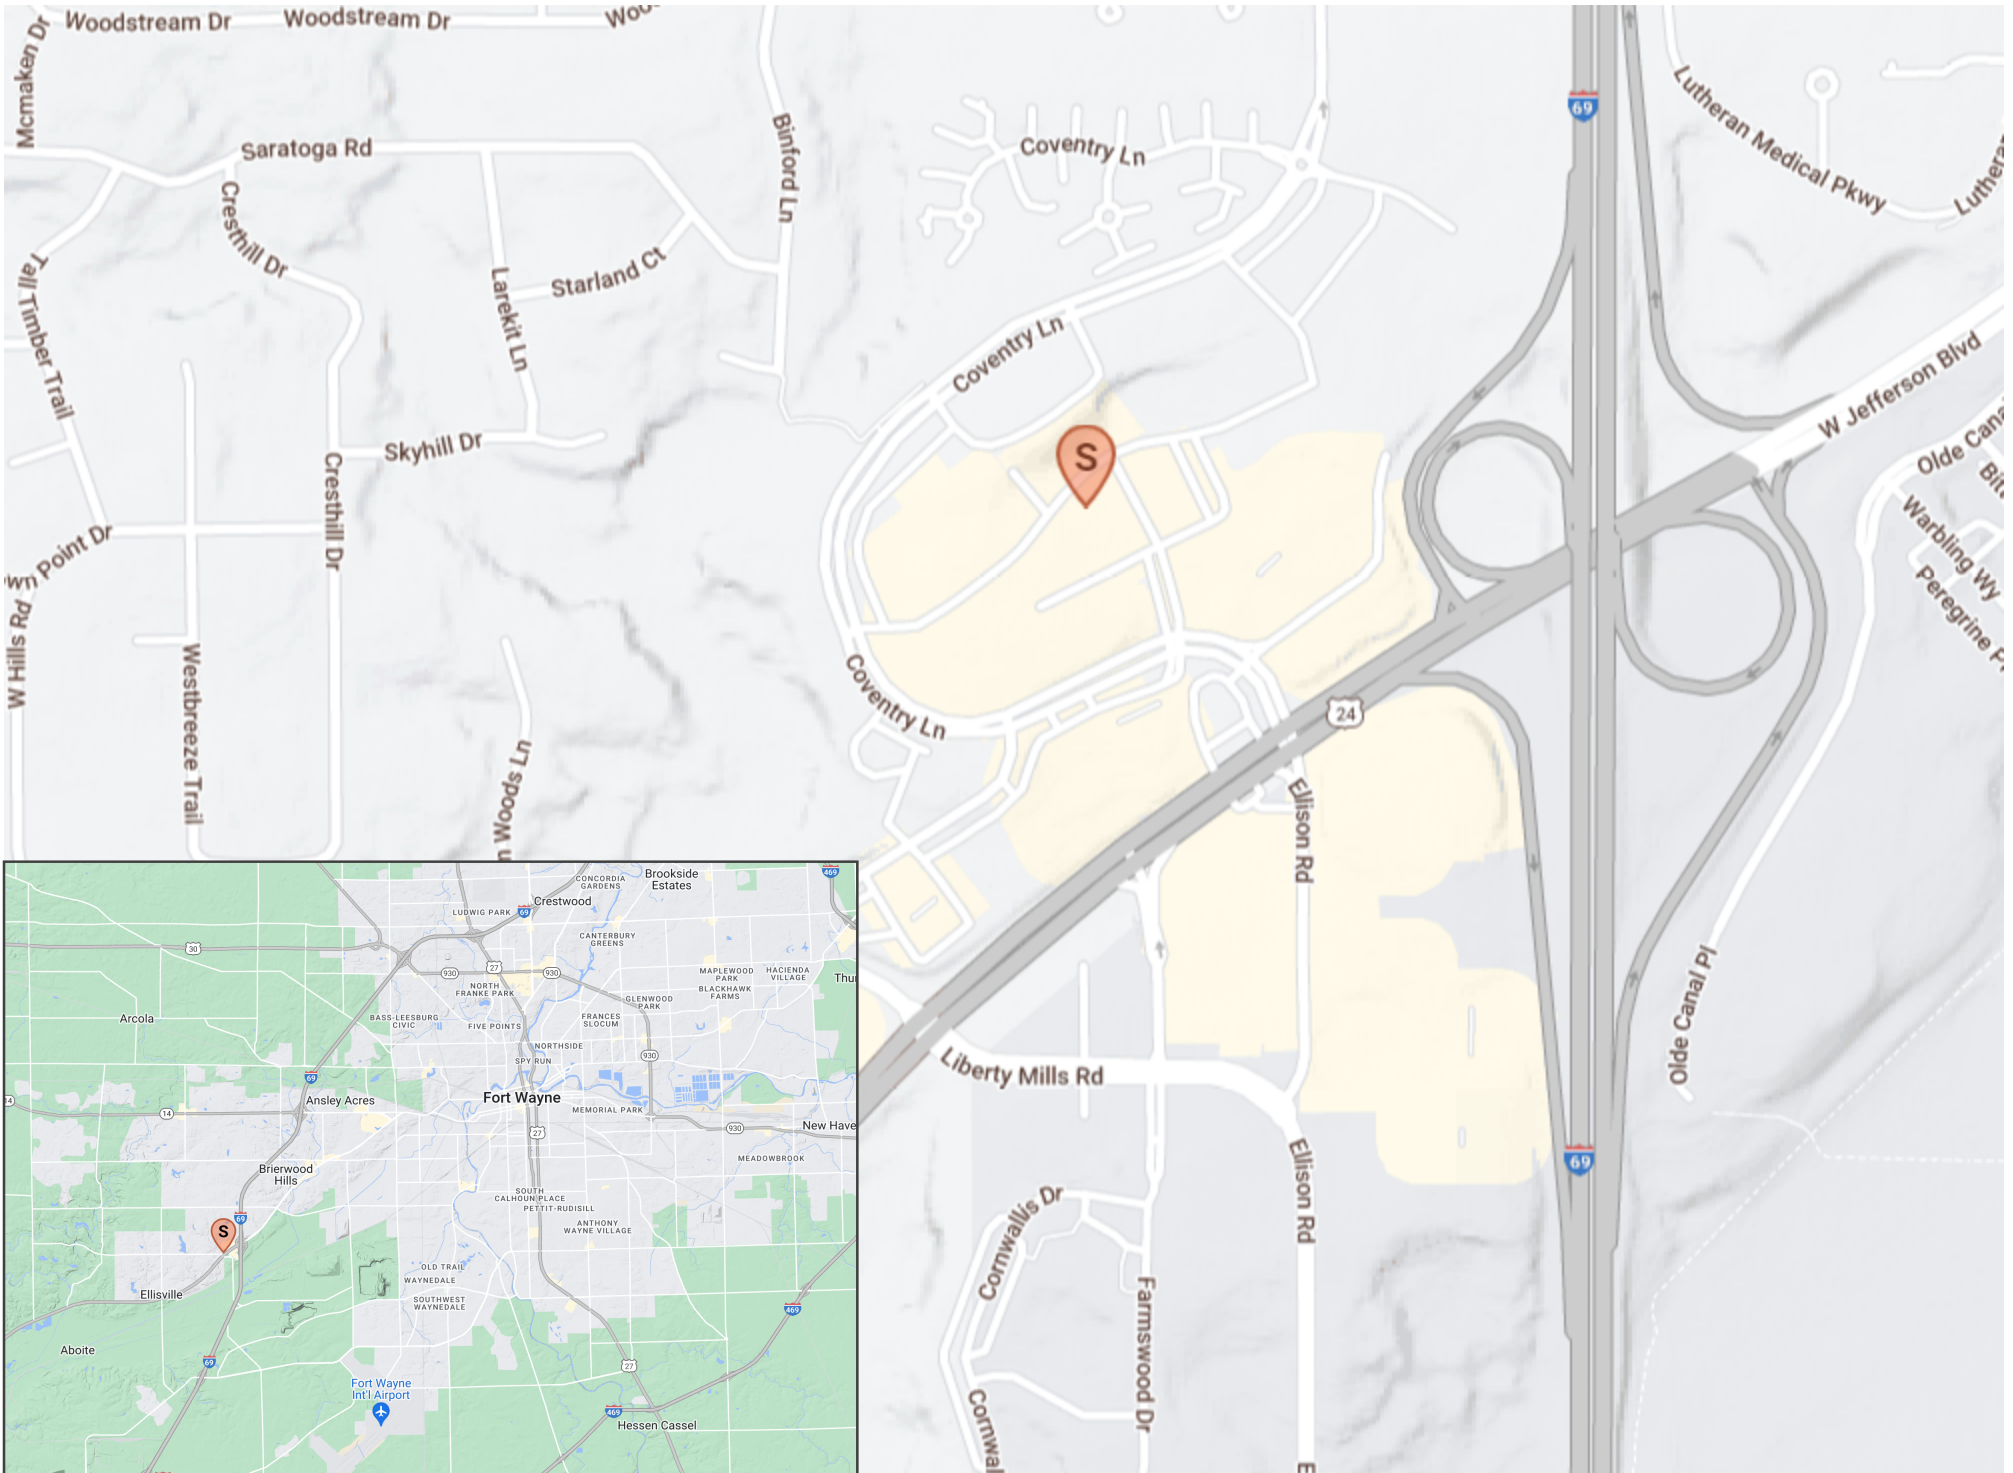 Woodstream Dr
Woodstream Dr
Mcmaken Dr
Saratoga Rd
Binford Ln
Coventry Ln
69
Lutheran Medical Pkwy
Cresthill Dr
Starland Ct
Larekit Ln
Tall Timber Trail
Coventry Ln
W Jefferson Blvd
Skyhill Dr
S
Cresthill Dr
Warbling Wy
W Hills Rd
Westbreeze Trail
Coventry Ln
24
Woods Ln
Ellison Rd
Olde Canal Pl
Liberty Mills Rd
69
Ellison Rd
Cornwallis Dr
Farmswood Dr
CONCORDIA
GARDENS
Brookside
Estates
469
LUDWIG PARK
69
Crestwood
30
CANTERBURY
GREENS
27
930
930
NORTH
FRANKE PARK
MAPLEWOOD
PARK
HACIENDA
VILLAGE
BLACKHAWK
FARMS
GLENWOOD
PARK
Arcola
BASS-LEESBURG
CIVIC
FIVE POINTS
FRANCES
SLOCUM
NORTHSIDE
SPY RUN
930
69
Ansley Acres
Fort Wayne
14
14
MEMORIAL PARK
27
930
MEADOWBROOK
Brierwood
Hills
SOUTH
CALHOUN PLACE
PETTIT-RUDISILL
ANTHONY
WAYNE VILLAGE
69
S
OLD TRAIL
WAYNEDALE
SOUTHWEST
WAYNEDALE
Ellisville
469
Aboite
69
27
Fort Wayne
Int'l Airport
469
Hessen Cassel